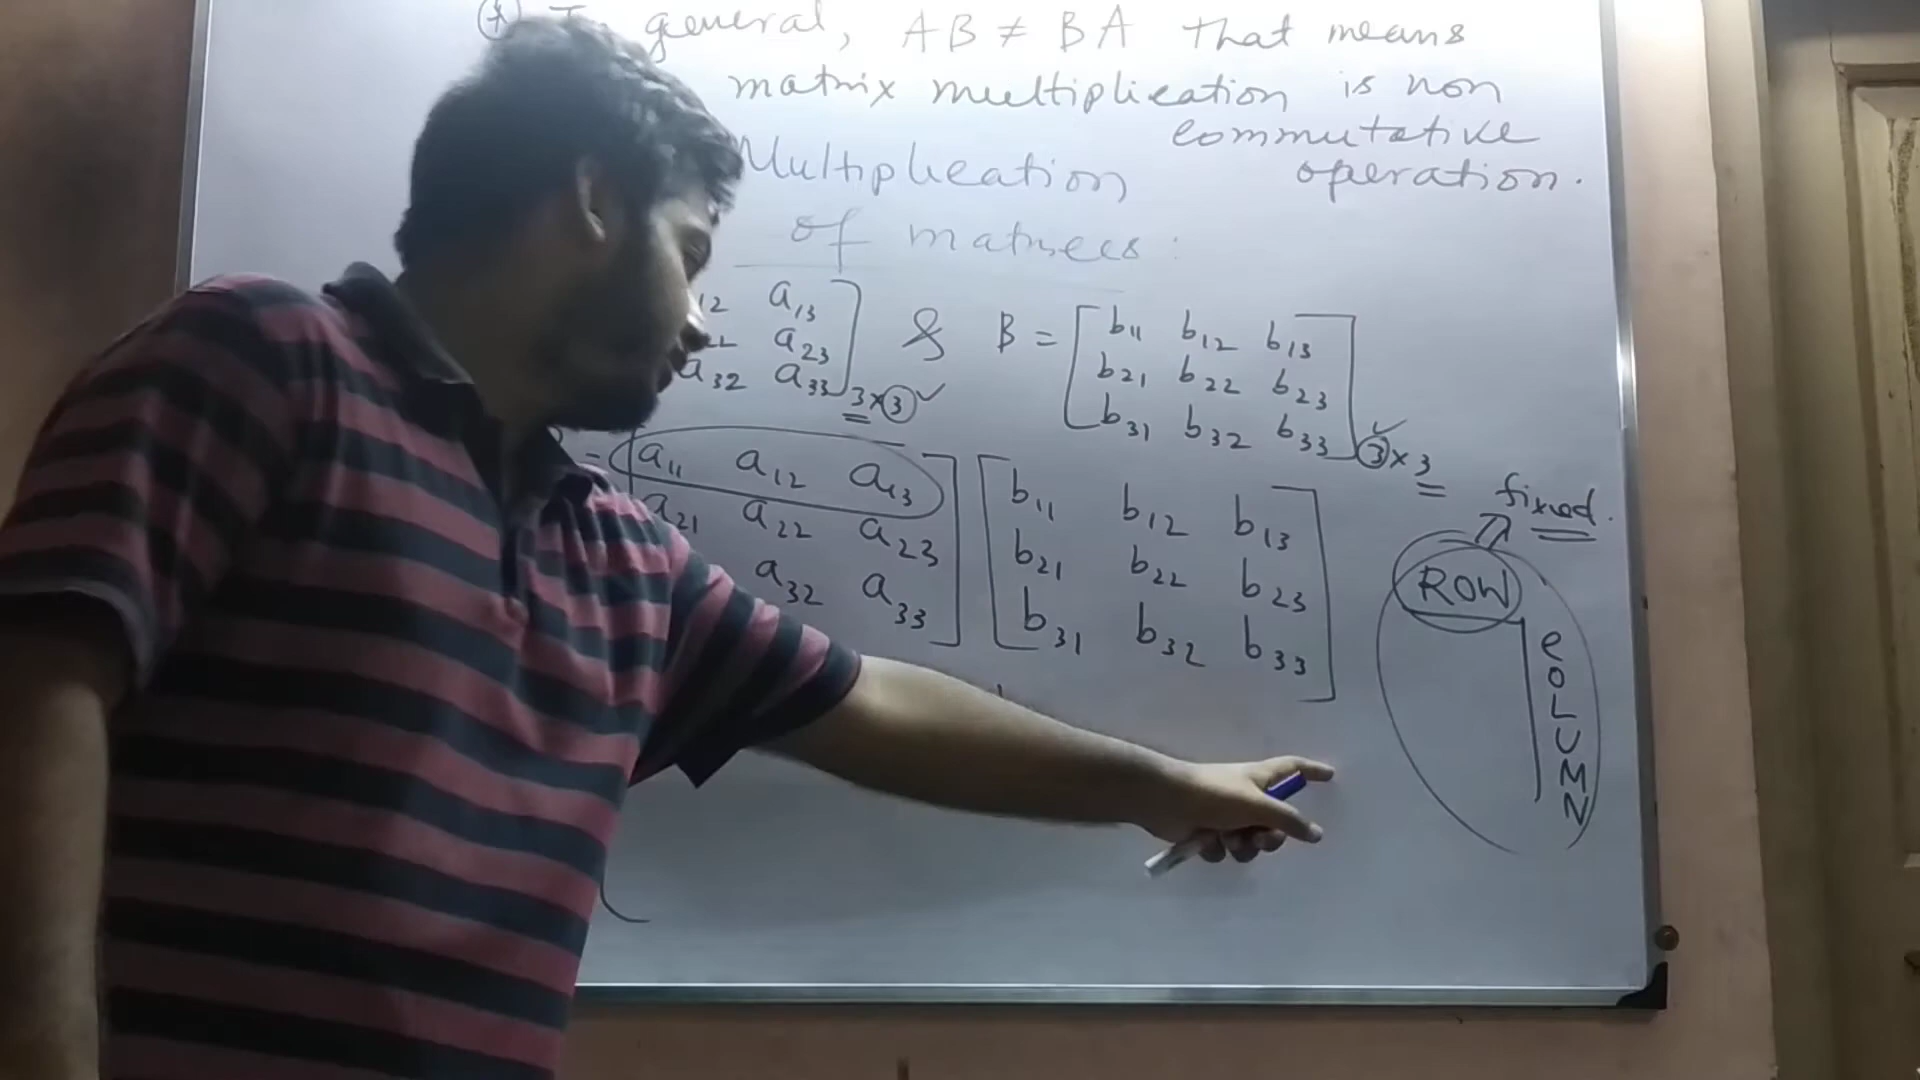 general, AB ≠ BA that means
matrix multiplication is non
commutative
operation.
Multiplication
of matrices:
12 a13
a23
a32 a33 3×3 ✓
& B = [b11 b12 b13
b21 b22 b23
b31 b32 b33] ✓ 3×3
= a11 a12 a13
a21 a22 a23
a32 a33
b11 b12 b13
b21 b22 b23
b31 b32 b33
fixed.
ROW
COLUMN